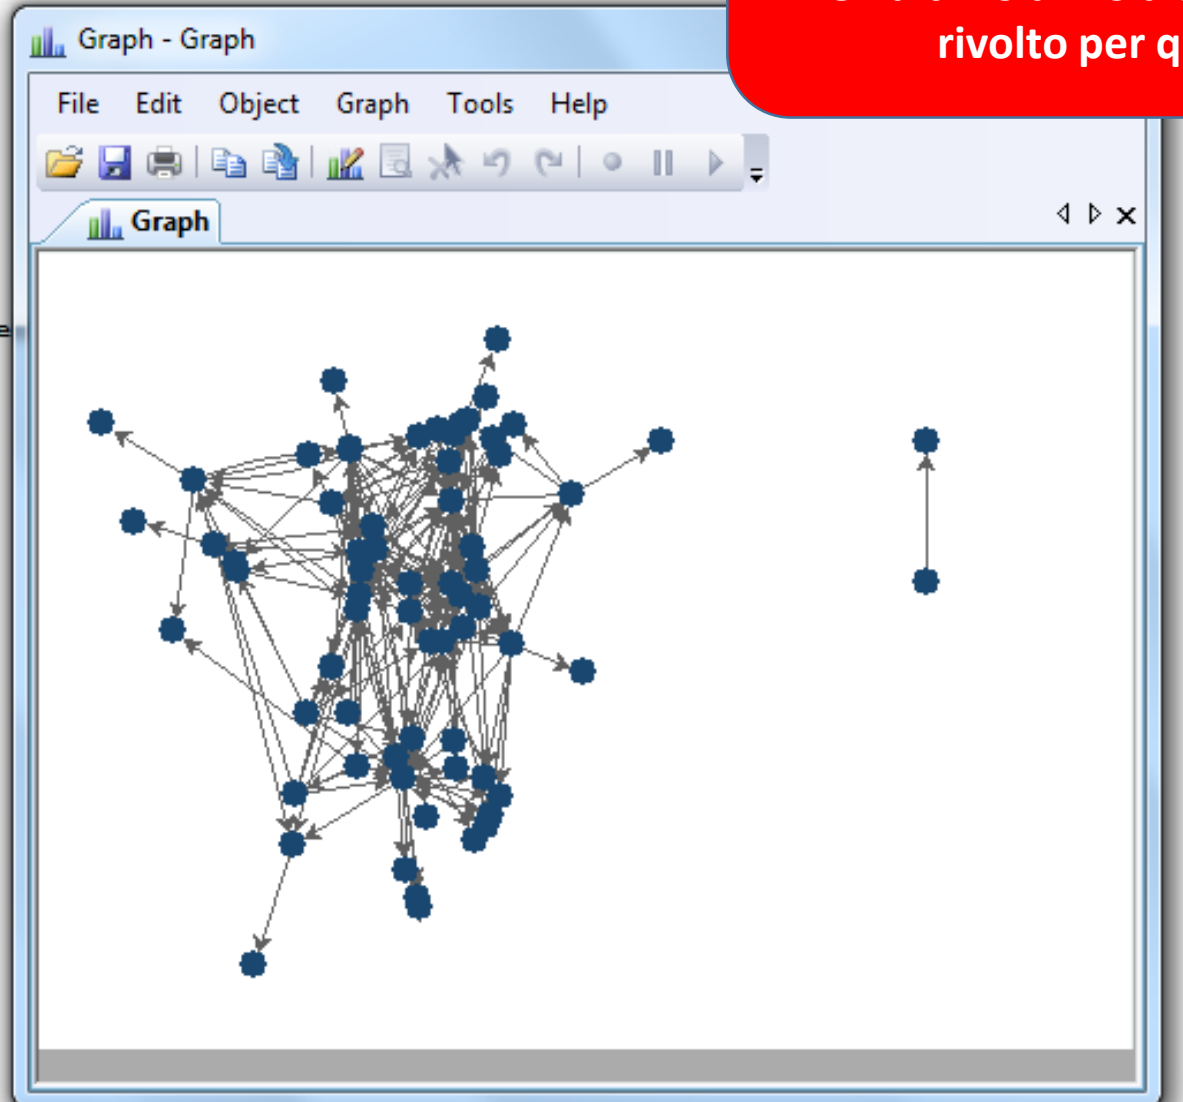 rivolto per q
Graph - Graph
File Edit Object Graph Tools Help
Graph
e